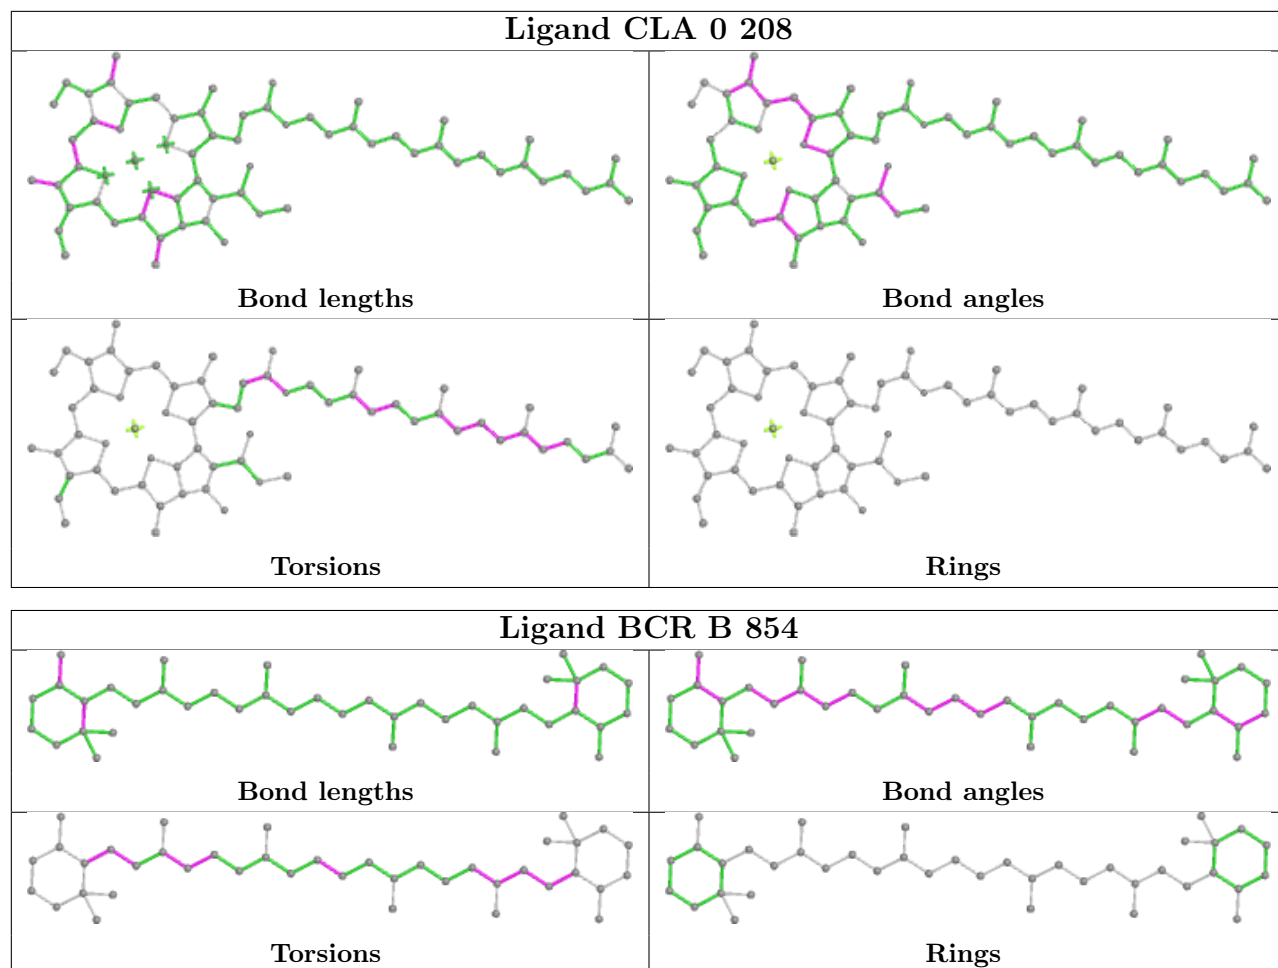 Ligand CLA 0 208
Bond lengths
Bond angles
Torsions
Rings
Ligand BCR B 854
Bond lengths
Bond angles
Torsions
Rings